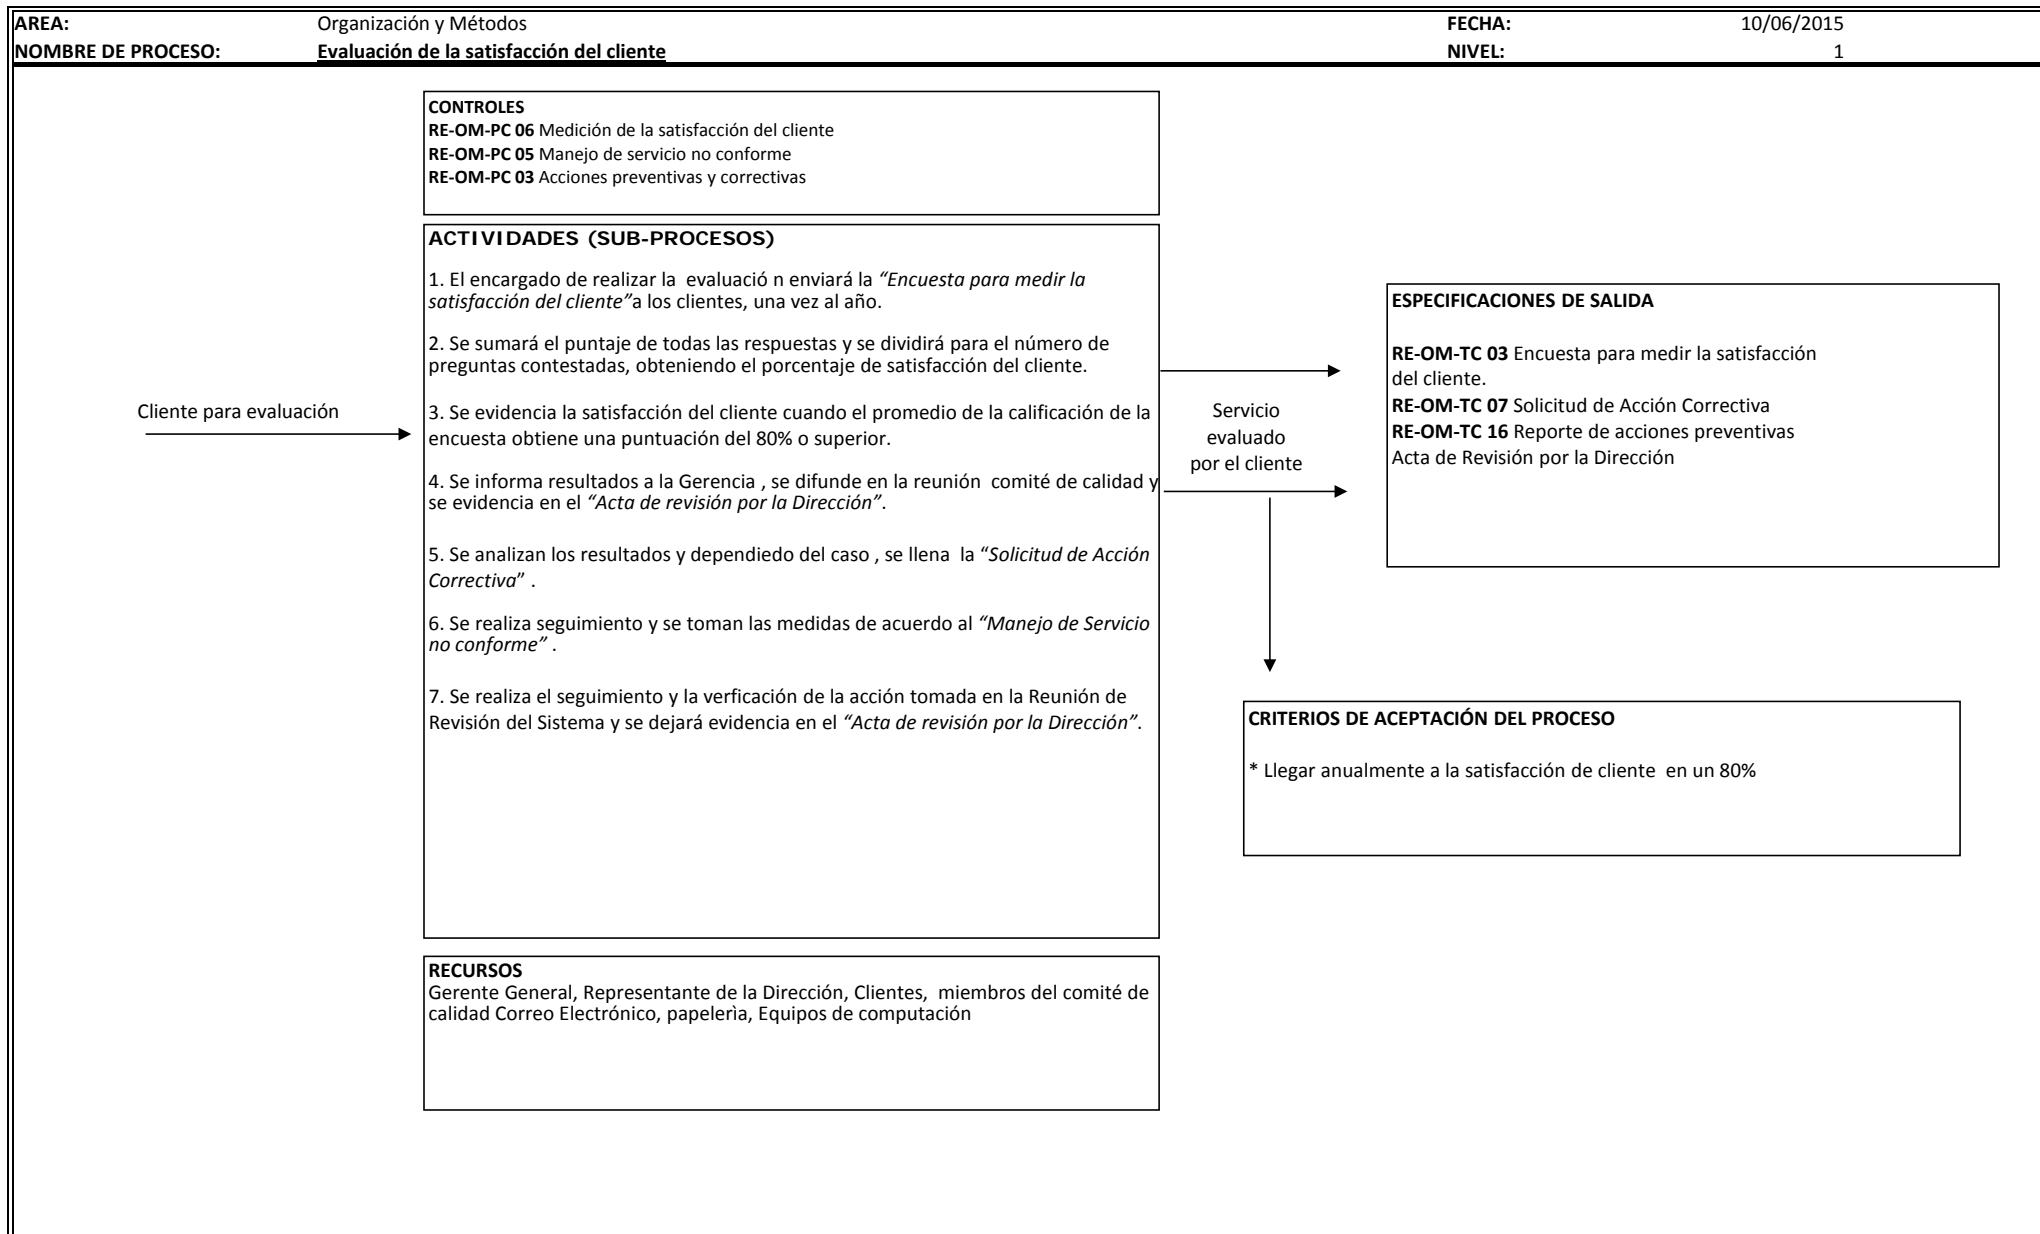 AREA: Organización y Métodos FECHA: 10/06/2015
NOMBRE DE PROCESO: Evaluación de la satisfacción del cliente NIVEL: 1
CONTROLES
RE-OM-PC 06 Medición de la satisfacción del cliente
RE-OM-PC 05 Manejo de servicio no conforme
RE-OM-PC 03 Acciones preventivas y correctivas
Cliente para evaluación
ACTIVIDADES (SUB-PROCESOS)
1. El encargado de realizar la evaluació n enviará la “Encuesta para medir la
satisfacción del cliente”a los clientes, una vez al año.
2. Se sumará el puntaje de todas las respuestas y se dividirá para el número de
preguntas contestadas, obteniendo el porcentaje de satisfacción del cliente.
3. Se evidencia la satisfacción del cliente cuando el promedio de la calificación de la
encuesta obtiene una puntuación del 80% o superior.
4. Se informa resultados a la Gerencia , se difunde en la reunión comité de calidad y
se evidencia en el “Acta de revisión por la Dirección”.
5. Se analizan los resultados y dependiedo del caso , se llena la “Solicitud de Acción
Correctiva” .
6. Se realiza seguimiento y se toman las medidas de acuerdo al “Manejo de Servicio
no conforme” .
7. Se realiza el seguimiento y la verficación de la acción tomada en la Reunión de
Revisión del Sistema y se dejará evidencia en el “Acta de revisión por la Dirección”.
Servicio
evaluado
por el cliente
ESPECIFICACIONES DE SALIDA
RE-OM-TC 03 Encuesta para medir la satisfacción
del cliente.
RE-OM-TC 07 Solicitud de Acción Correctiva
RE-OM-TC 16 Reporte de acciones preventivas
Acta de Revisión por la Dirección
CRITERIOS DE ACEPTACIÓN DEL PROCESO
* Llegar anualmente a la satisfacción de cliente en un 80%
RECURSOS
Gerente General, Representante de la Dirección, Clientes, miembros del comité de
calidad Correo Electrónico, papelerìa, Equipos de computación